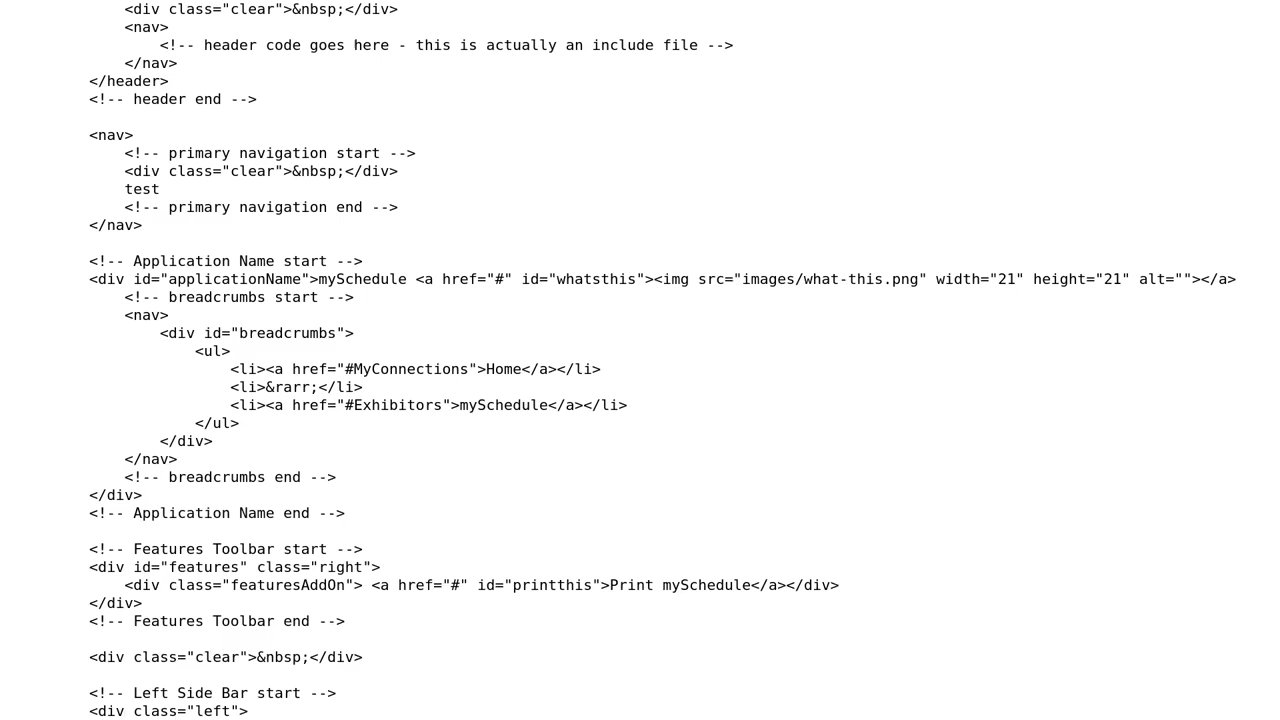 <div class="clear">&nbsp;</div>
<nav>
<!-- header code goes here - this is actually an include file -->
</nav>
</header>
<!-- header end -->
<nav>
<!-- primary navigation start -->
<div class="clear">&nbsp;</div>
test
<!-- primary navigation end -->
</nav>
<!-- Application Name start -->
<div id="applicationName">mySchedule <a href="#" id="whatsthis"><img src="images/what-this.png" width="21" height="21" alt=""></a>
<!-- breadcrumbs start -->
<nav>
<div id="breadcrumbs">
<ul>
<li><a href="#MyConnections">Home</a></li>
<li>&rarr;</li>
<li><a href="#Exhibitors">mySchedule</a></li>
</ul>
</div>
</nav>
<!-- breadcrumbs end -->
</div>
<!-- Application Name end -->
<!-- Features Toolbar start -->
<div id="features" class="right">
<div class="featuresAddOn"> <a href="#" id="printthis">Print mySchedule</a></div>
</div>
<!-- Features Toolbar end -->
<div class="clear">&nbsp;</div>
<!-- Left Side Bar start -->
<div class="left">